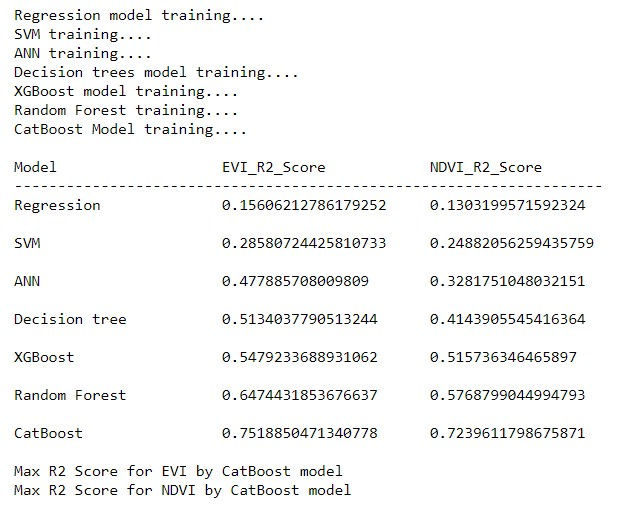 Regression model training....
SVM training....
ANN training....
Decision trees model training....
XGBoost model training....
Random Forest training....
CatBoost Model training....
Model EVI_R2_Score NDVI_R2_Score
---------------------------------------------------------------
Regression 0.15606212786179252 0.1303199571592324
SVM 0.28580724425810733 0.24882056259435759
ANN 0.477885708009809 0.3281751048032151
Decision tree 0.5134037790513244 0.4143905545416364
XGBoost 0.5479233688931062 0.515736346465897
Random Forest 0.6474431853676637 0.5768799044994793
CatBoost 0.7518850471340778 0.7239611798675871
Max R2 Score for EVI by CatBoost model
Max R2 Score for NDVI by CatBoost model